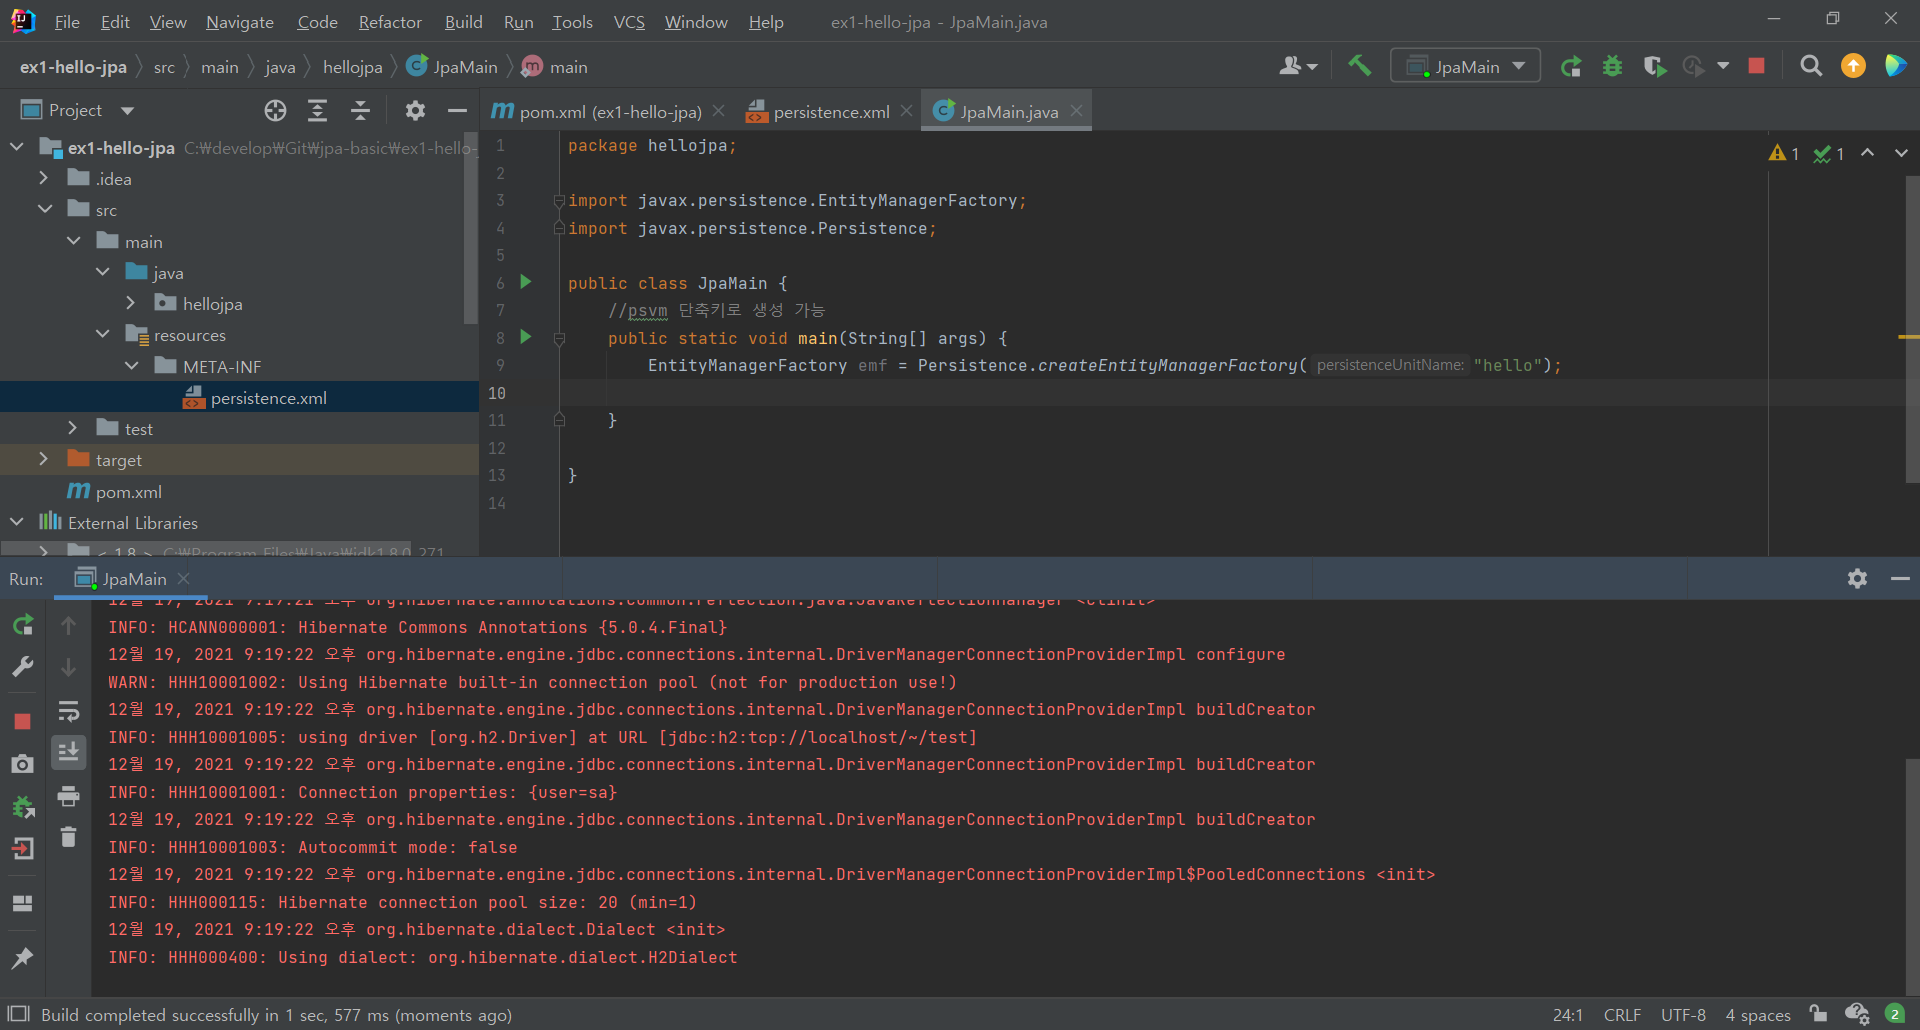 File Edit View Navigate Code Refactor Build Run Tools VCS Window Help ex1-hello-jpa - JpaMain.java
ex1-hello-jpa src main java hellojpa JpaMain main
JpaMain
Project
pom.xml (ex1-hello-jpa) persistence.xml JpaMain.java
ex1-hello-jpa C:₩develop₩Git₩jpa-basic₩ex1-hello-
.idea
src
main
java
hellojpa
resources
META-INF
persistence.xml
test
target
pom.xml
External Libraries
< 1.8 > C:₩Program Files₩Java₩jdk1.8.0_271
1 package hellojpa;
2
3 import javax.persistence.EntityManagerFactory;
4 import javax.persistence.Persistence;
5
6 public class JpaMain {
7 //psvm 단축키로 생성 가능
8 public static void main(String[] args) {
9 EntityManagerFactory emf = Persistence.createEntityManagerFactory( persistenceUnitName: "hello");
10
11 }
12
13 }
14
1 1
Run: JpaMain
12월 19, 2021 9:19:21 오후 org.hibernate.annotations.common.reflection.java.JavaReflectionManager <clinit>
INFO: HCANN000001: Hibernate Commons Annotations {5.0.4.Final}
12월 19, 2021 9:19:22 오후 org.hibernate.engine.jdbc.connections.internal.DriverManagerConnectionProviderImpl configure
WARN: HHH10001002: Using Hibernate built-in connection pool (not for production use!)
12월 19, 2021 9:19:22 오후 org.hibernate.engine.jdbc.connections.internal.DriverManagerConnectionProviderImpl buildCreator
INFO: HHH10001005: using driver [org.h2.Driver] at URL [jdbc:h2:tcp://localhost/~/test]
12월 19, 2021 9:19:22 오후 org.hibernate.engine.jdbc.connections.internal.DriverManagerConnectionProviderImpl buildCreator
INFO: HHH10001001: Connection properties: {user=sa}
12월 19, 2021 9:19:22 오후 org.hibernate.engine.jdbc.connections.internal.DriverManagerConnectionProviderImpl buildCreator
INFO: HHH10001003: Autocommit mode: false
12월 19, 2021 9:19:22 오후 org.hibernate.engine.jdbc.connections.internal.DriverManagerConnectionProviderImpl$PooledConnections <init>
INFO: HHH000115: Hibernate connection pool size: 20 (min=1)
12월 19, 2021 9:19:22 오후 org.hibernate.dialect.Dialect <init>
INFO: HHH000400: Using dialect: org.hibernate.dialect.H2Dialect
Build completed successfully in 1 sec, 577 ms (moments ago) 24:1 CRLF UTF-8 4 spaces 2